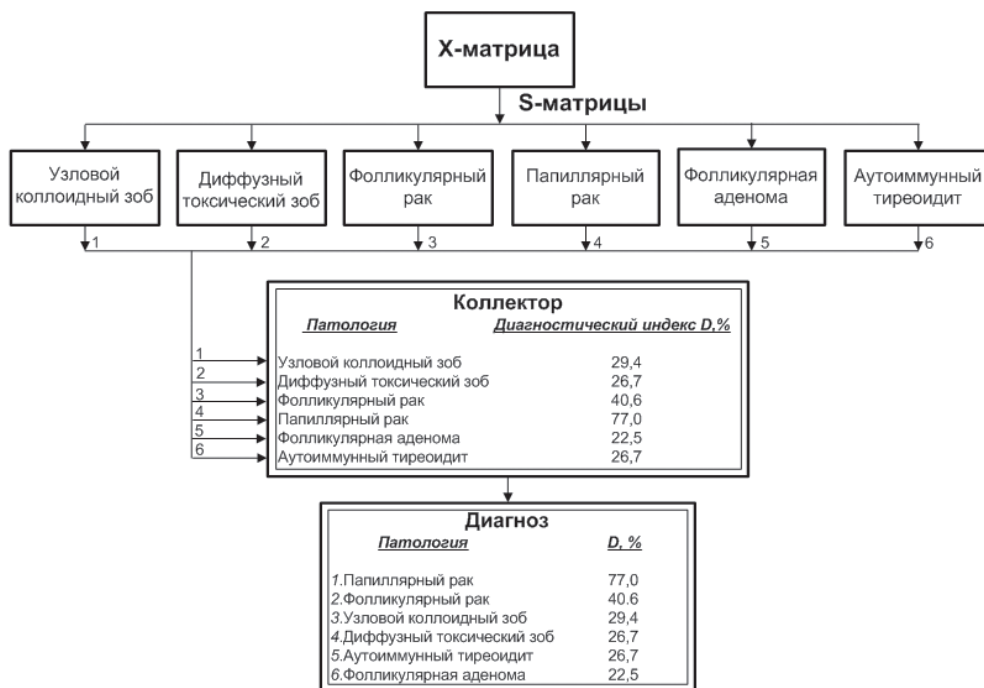 Х-матрица
S-матрицы
Узловой
коллоидный зоб
Диффузный
токсический зоб
Фолликулярный
рак
Папиллярный
рак
Фолликулярная
аденома
Аутоиммунный
тиреоидит
1 2 3 4 5 6
Коллектор
Патология Диагностический индекс D,%
1 Узловой коллоидный зоб 29,4
2 Диффузный токсический зоб 26,7
3 Фолликулярный рак 40,6
4 Папиллярный рак 77,0
5 Фолликулярная аденома 22,5
6 Аутоиммунный тиреоидит 26,7
Диагноз
Патология D, %
1.Папиллярный рак 77,0
2.Фолликулярный рак 40.6
3.Узловой коллоидный зоб 29,4
4.Диффузный токсический зоб 26,7
5.Аутоиммунный тиреоидит 26,7
6.Фолликулярная аденома 22,5